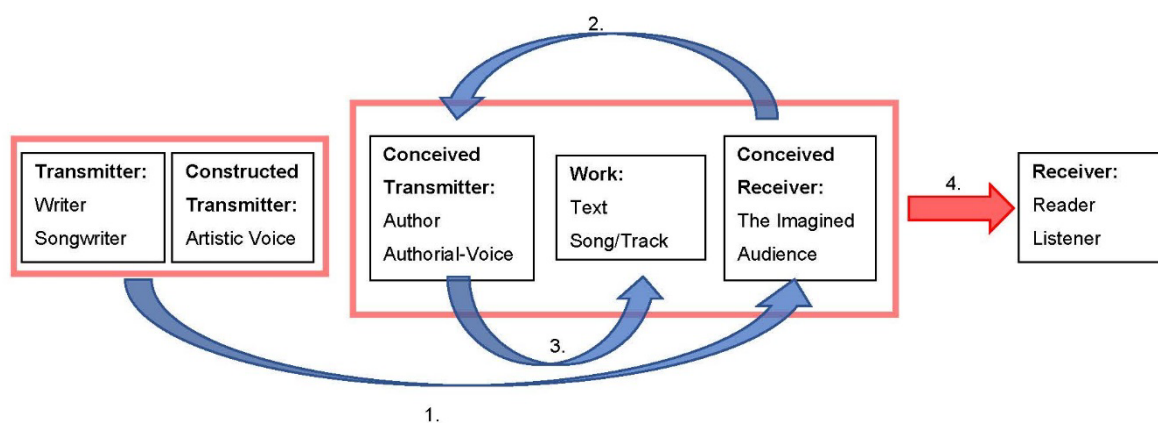 2.
Transmitter:
Writer
Songwriter
Constructed
Transmitter:
Artistic Voice
Conceived
Transmitter:
Author
Authorial-Voice
Work:
Text
Song/Track
Conceived
Receiver:
The Imagined
Audience
4.
Receiver:
Reader
Listener
3.
1.